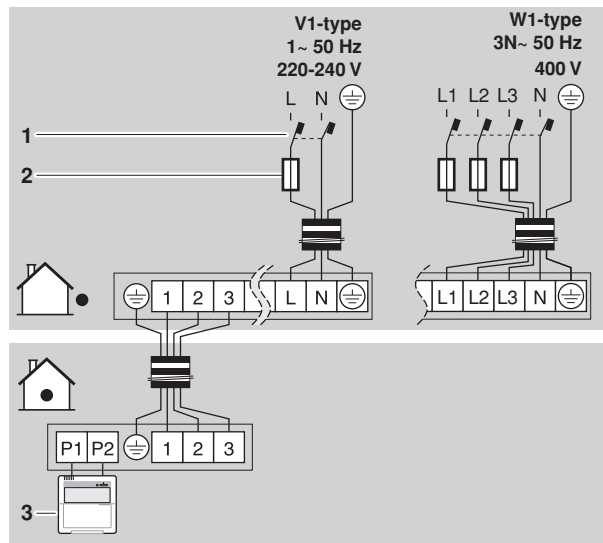 V1-type W1-type
1~ 50 Hz 3N~ 50 Hz
220-240 V 400 V
L N L1 L2 L3 N
1
2
1 2 3 L N L1 L2 L3 N
P1 P2 1 2 3
3